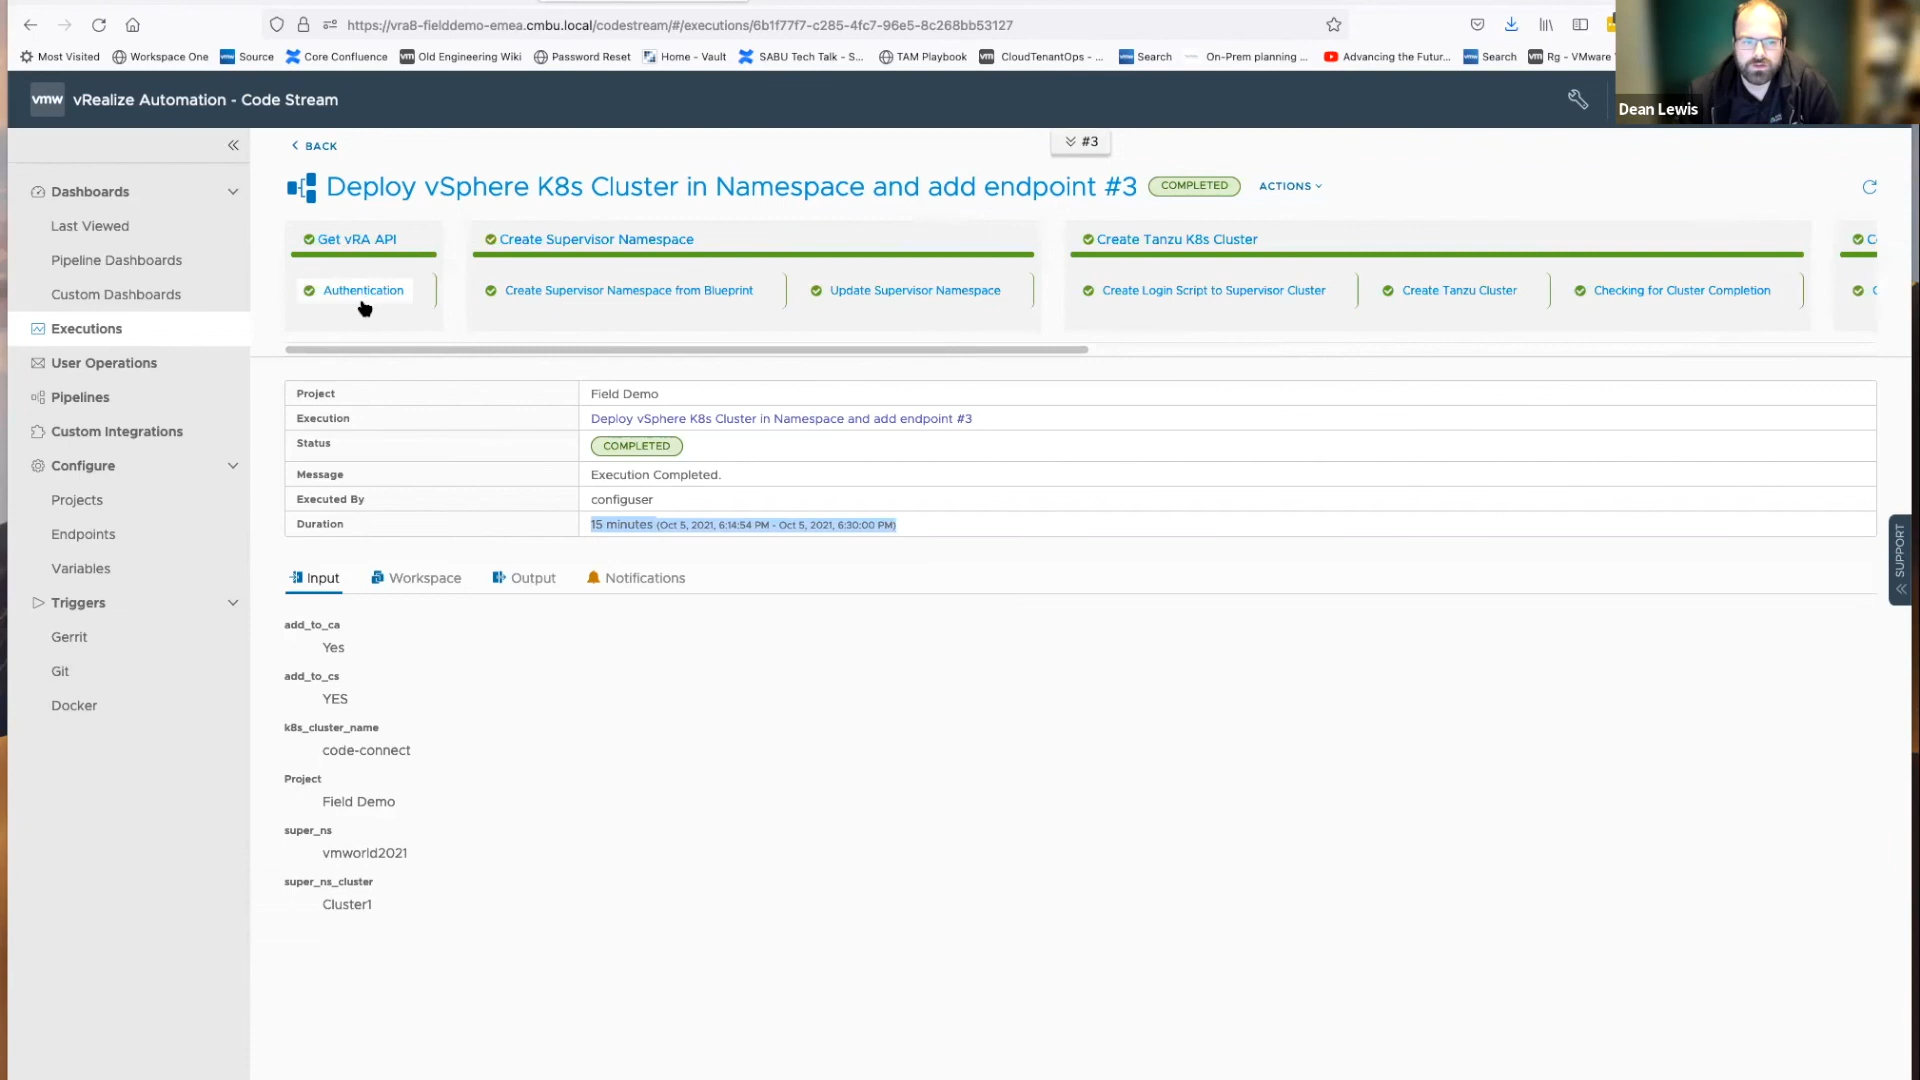 https://vra8-fielddemo-emea.cmbu.local/codestream/#/executions/6b1f77f7-c285-4fc7-96e5-8c268bb53127
Most Visited Workspace One vmw Source Core Confluence vm Old Engineering Wiki Password Reset Home - Vault SABU Tech Talk - S... TAM Playbook vm CloudTenantOps - ... vmw Search On-Prem planning ... Advancing the Futur... vmw Search vm Rg - VMware
vmw vRealize Automation - Code Stream
Dean Lewis
BACK
#3
Deploy vSphere K8s Cluster in Namespace and add endpoint #3 COMPLETED ACTIONS
Get vRA API Create Supervisor Namespace Create Tanzu K8s Cluster
Authentication Create Supervisor Namespace from Blueprint Update Supervisor Namespace Create Login Script to Supervisor Cluster Create Tanzu Cluster Checking for Cluster Completion
Dashboards
Last Viewed
Pipeline Dashboards
Custom Dashboards
Executions
User Operations
Pipelines
Custom Integrations
Configure
Projects
Endpoints
Variables
Triggers
Gerrit
Git
Docker
Project Field Demo
Execution Deploy vSphere K8s Cluster in Namespace and add endpoint #3
Status COMPLETED
Message Execution Completed.
Executed By configuser
Duration 15 minutes (Oct 5, 2021, 6:14:54 PM - Oct 5, 2021, 6:30:00 PM)
SUPPORT
Input Workspace Output Notifications
add_to_ca
Yes
add_to_cs
YES
k8s_cluster_name
code-connect
Project
Field Demo
super_ns
vmworld2021
super_ns_cluster
Cluster1